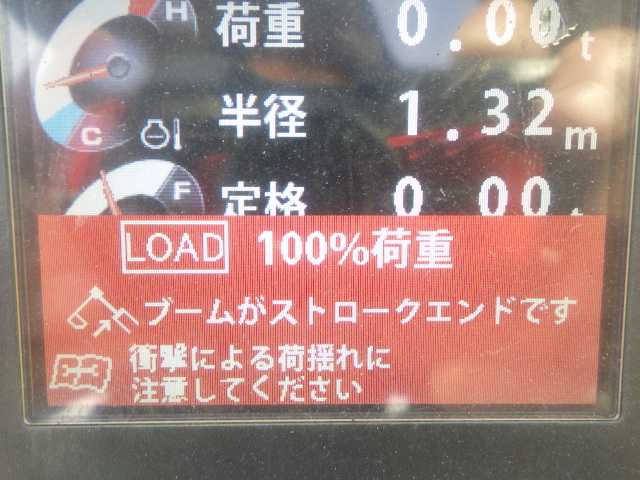 H
荷重 0.00 t
C
半径 1.32 m
F
定格 0.00 t
LOAD 100%荷重
ブームがストロークエンドです
衝撃による荷揺れに
注意してください